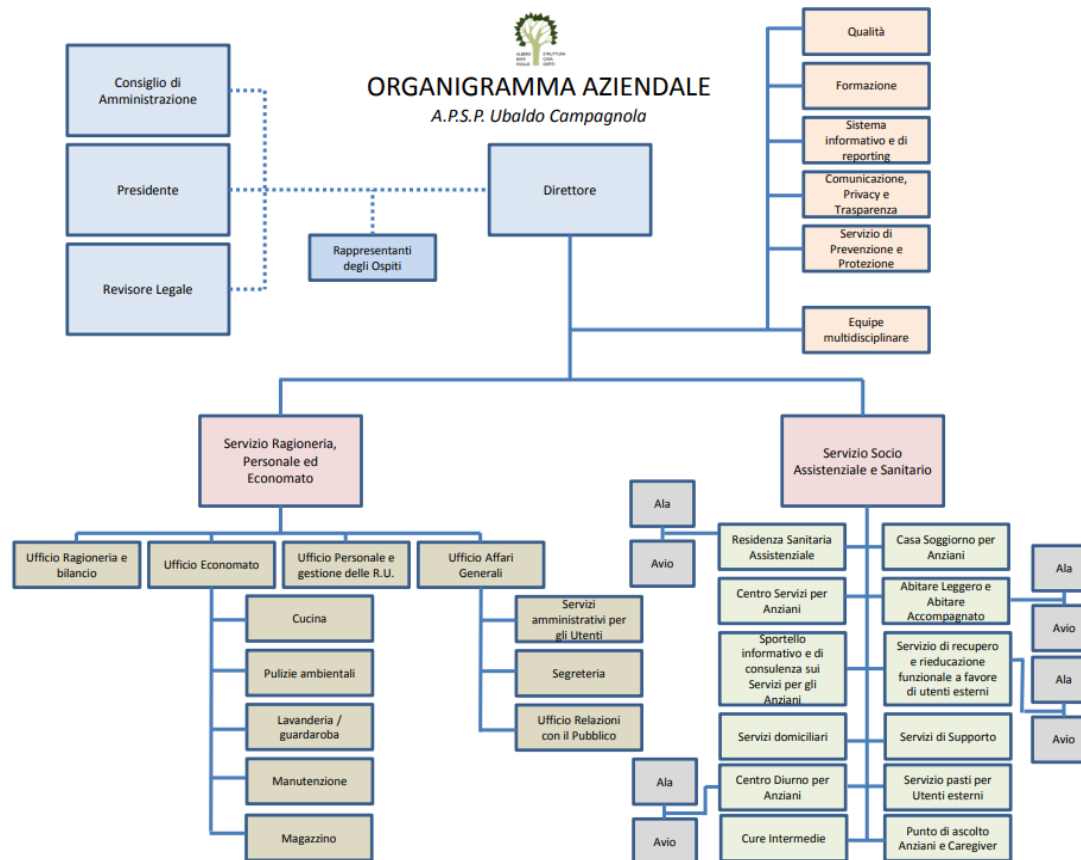 ALBERO
BUVI
FOGLIE
STRUTTURA
CASA
OSPITI
ORGANIGRAMMA AZIENDALE
A.P.S.P. Ubaldo Campagnola
Consiglio di
Amministrazione
Presidente
Revisore Legale
Rappresentanti
degli Ospiti
Direttore
Qualità
Formazione
Sistema
informativo e di
reporting
Comunicazione,
Privacy e
Trasparenza
Servizio di
Prevenzione e
Protezione
Equipe
multidisciplinare
Servizio Ragioneria,
Personale ed
Economato
Servizio Socio
Assistenziale e Sanitario
Ufficio Ragioneria e
bilancio
Ufficio Economato
Ufficio Personale e
gestione delle R.U.
Ufficio Affari
Generali
Cucina
Pulizie ambientali
Lavanderia /
guardaroba
Manutenzione
Magazzino
Servizi
amministrativi per
gli Utenti
Segreteria
Ufficio Relazioni
con il Pubblico
Ala
Avio
Residenza Sanitaria
Assistenziale
Casa Soggiorno per
Anziani
Centro Servizi per
Anziani
Abitare Leggero e
Abitare
Accompagnato
Ala
Avio
Sportello
informativo e di
consulenza sui
Servizi per gli
Anziani
Servizio di recupero
e rieducazione
funzionale a favore
di utenti esterni
Ala
Avio
Servizi domiciliari
Servizi di Supporto
Ala
Avio
Centro Diurno per
Anziani
Servizio pasti per
Utenti esterni
Cure Intermedie
Punto di ascolto
Anziani e Caregiver